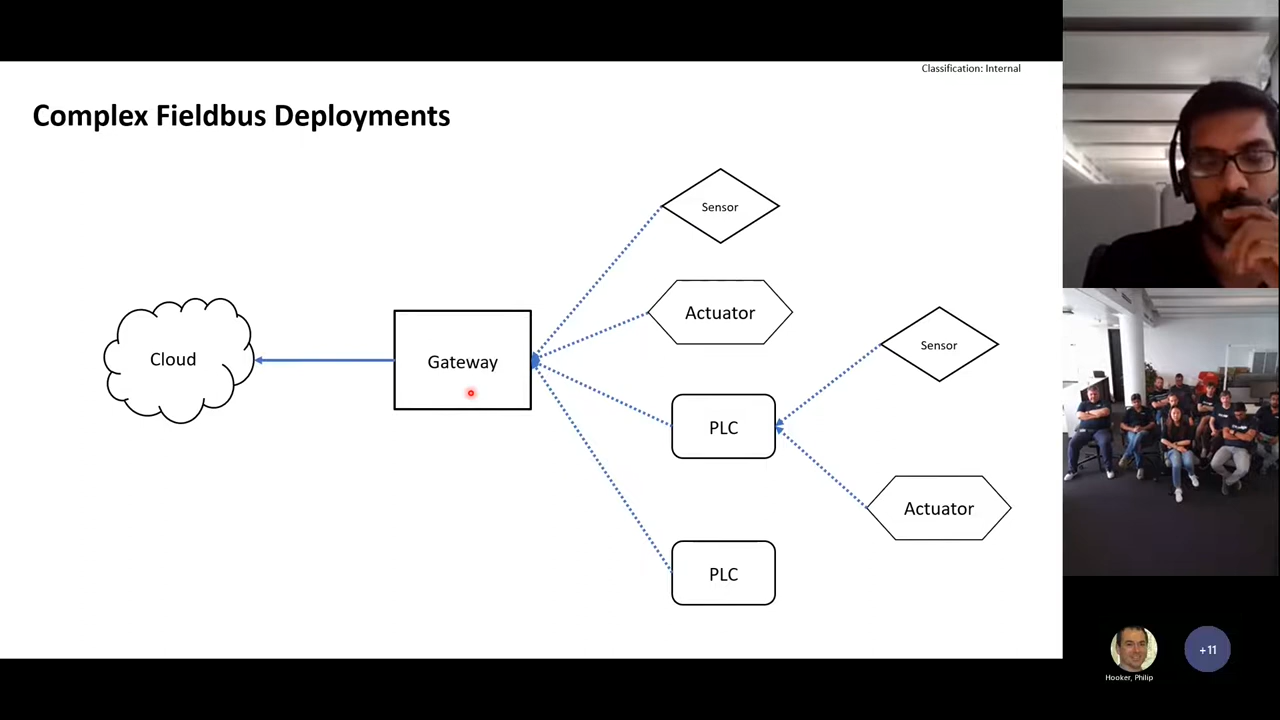 Classification: Internal
Complex Fieldbus Deployments
Sensor
Actuator
Sensor
Cloud
Gateway
PLC
Actuator
PLC
+11
Hooker, Philip